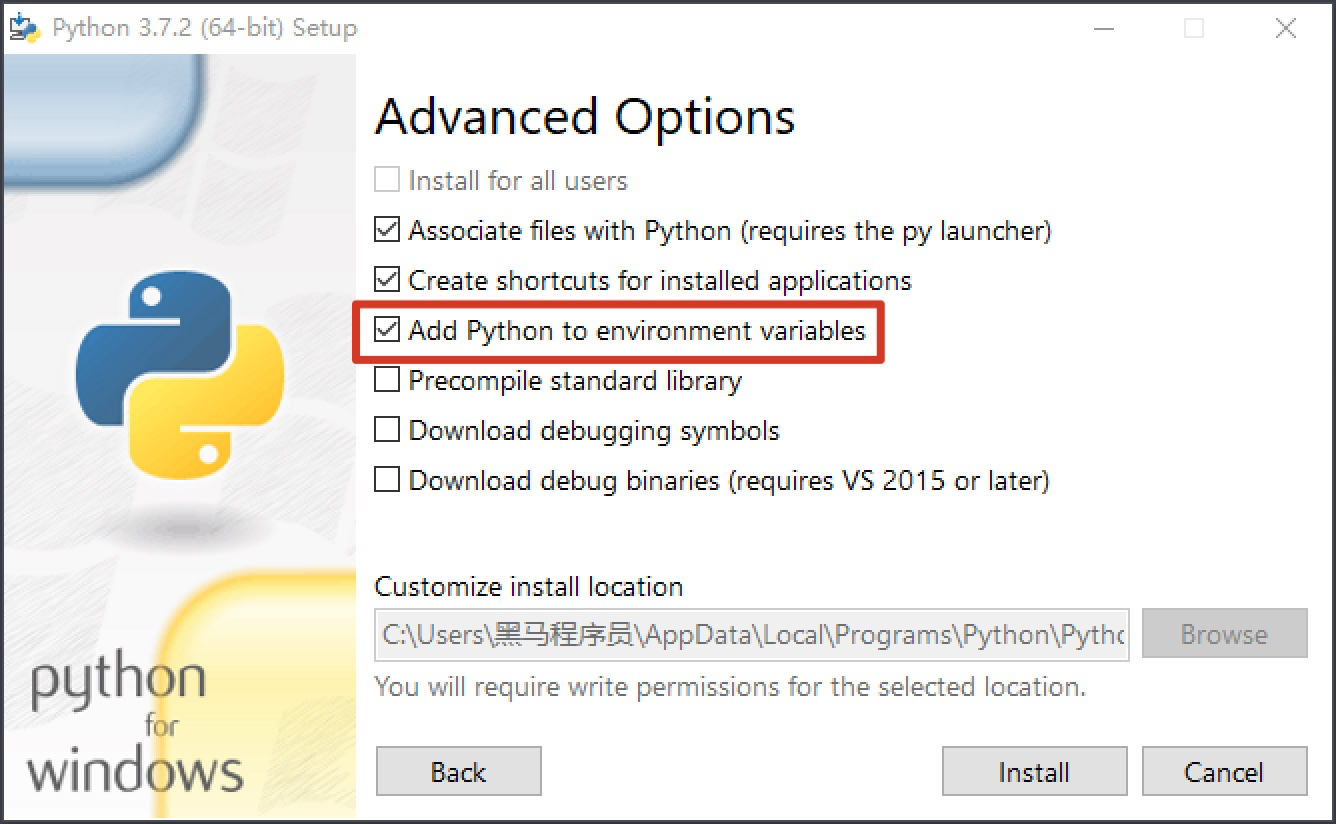 Python 3.7.2 (64-bit) Setup
Advanced Options
Install for all users
Associate files with Python (requires the py launcher)
Create shortcuts for installed applications
Add Python to environment variables
Precompile standard library
Download debugging symbols
Download debug binaries (requires VS 2015 or later)
Customize install location
C:\Users\黑马程序员\AppData\Local\Programs\Python\Pytho
Browse
You will require write permissions for the selected location.
python
for
windows
Back
Install
Cancel